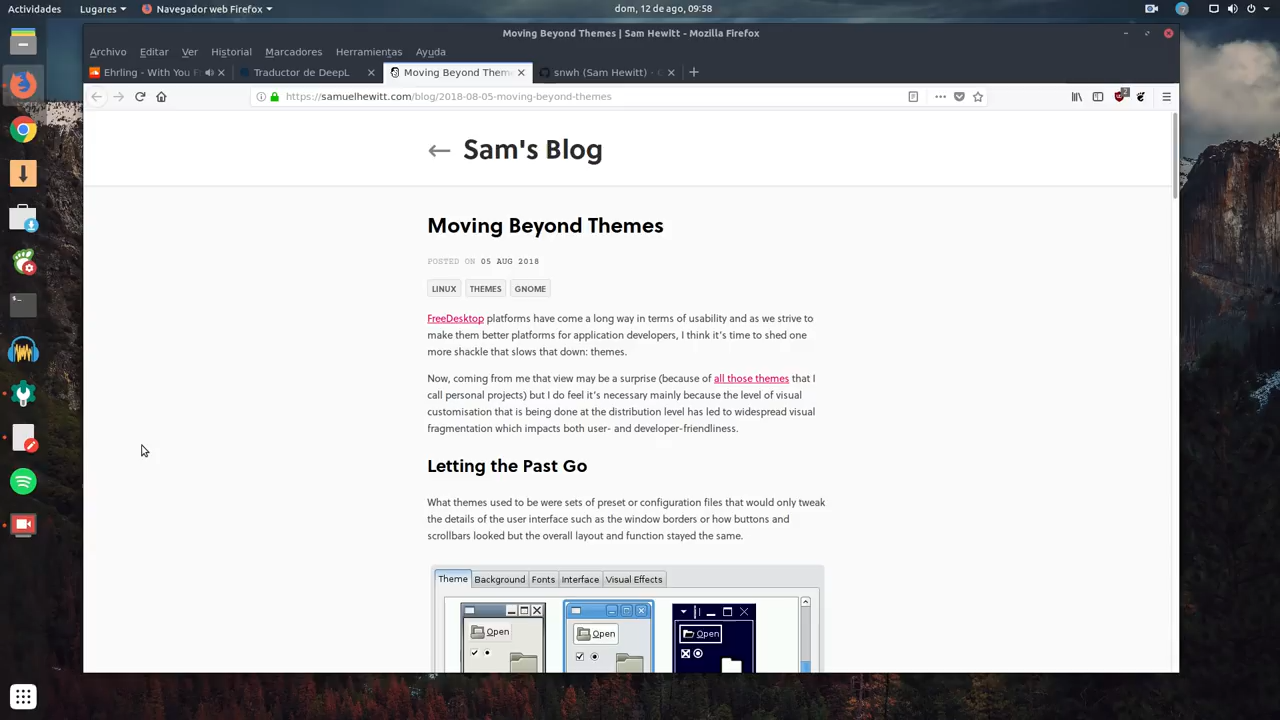 Actividades Lugares Navegador web Firefox dom, 12 de ago, 09:58
Moving Beyond Themes | Sam Hewitt - Mozilla Firefox
Archivo Editar Ver Historial Marcadores Herramientas Ayuda
Ehrling - With You F Traductor de DeepL Moving Beyond Theme snwh (Sam Hewitt) · G
https://samuelhewitt.com/blog/2018-08-05-moving-beyond-themes
2
← Sam's Blog
Moving Beyond Themes
POSTED ON 05 AUG 2018
LINUX THEMES GNOME
FreeDesktop platforms have come a long way in terms of usability and as we strive to
make them better platforms for application developers, I think it's time to shed one
more shackle that slows that down: themes.
Now, coming from me that view may be a surprise (because of all those themes that I
call personal projects) but I do feel it's necessary mainly because the level of visual
customisation that is being done at the distribution level has led to widespread visual
fragmentation which impacts both user- and developer-friendliness.
Letting the Past Go
What themes used to be were sets of preset or configuration files that would only tweak
the details of the user interface such as the window borders or how buttons and
scrollbars looked but the overall layout and function stayed the same.
Theme Background Fonts Interface Visual Effects
Open Open Open